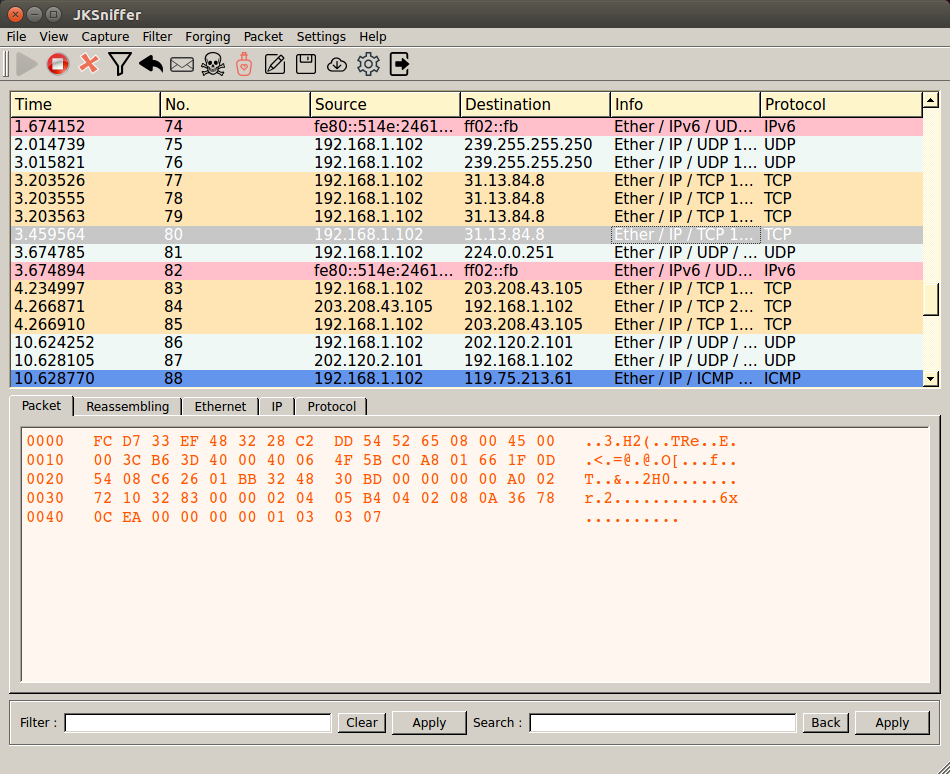 JKSniffer
File View Capture Filter Forging Packet Settings Help
Time No. Source Destination Info Protocol
1.674152 74 fe80::514e:2461... ff02::fb Ether / IPv6 / UD... IPv6
2.014739 75 192.168.1.102 239.255.255.250 Ether / IP / UDP 1... UDP
3.015821 76 192.168.1.102 239.255.255.250 Ether / IP / UDP 1... UDP
3.203526 77 192.168.1.102 31.13.84.8 Ether / IP / TCP 1... TCP
3.203555 78 192.168.1.102 31.13.84.8 Ether / IP / TCP 1... TCP
3.203563 79 192.168.1.102 31.13.84.8 Ether / IP / TCP 1... TCP
3.459564 80 192.168.1.102 31.13.84.8 Ether / IP / TCP 1... TCP
3.674785 81 192.168.1.102 224.0.0.251 Ether / IP / UDP / ... UDP
3.674894 82 fe80::514e:2461... ff02::fb Ether / IPv6 / UD... IPv6
4.234997 83 192.168.1.102 203.208.43.105 Ether / IP / TCP 1... TCP
4.266871 84 203.208.43.105 192.168.1.102 Ether / IP / TCP 2... TCP
4.266910 85 192.168.1.102 203.208.43.105 Ether / IP / TCP 1... TCP
10.624252 86 192.168.1.102 202.120.2.101 Ether / IP / UDP / ... UDP
10.628105 87 202.120.2.101 192.168.1.102 Ether / IP / UDP / ... UDP
10.628770 88 192.168.1.102 119.75.213.61 Ether / IP / ICMP ... ICMP
Packet Reassembling Ethernet IP Protocol
0000 FC D7 33 EF 48 32 28 C2 DD 54 52 65 08 00 45 00 ..3.H2(..TRe..E.
0010 00 3C B6 3D 40 00 40 06 4F 5B C0 A8 01 66 1F 0D .<.=@.@.O[...f..
0020 54 08 C6 26 01 BB 32 48 30 BD 00 00 00 00 A0 02 T..&..2H0.......
0030 72 10 32 83 00 00 02 04 05 B4 04 02 08 0A 36 78 r.2...........6x
0040 0C EA 00 00 00 00 01 03 03 07 ..........
Filter : Clear Apply Search : Back Apply